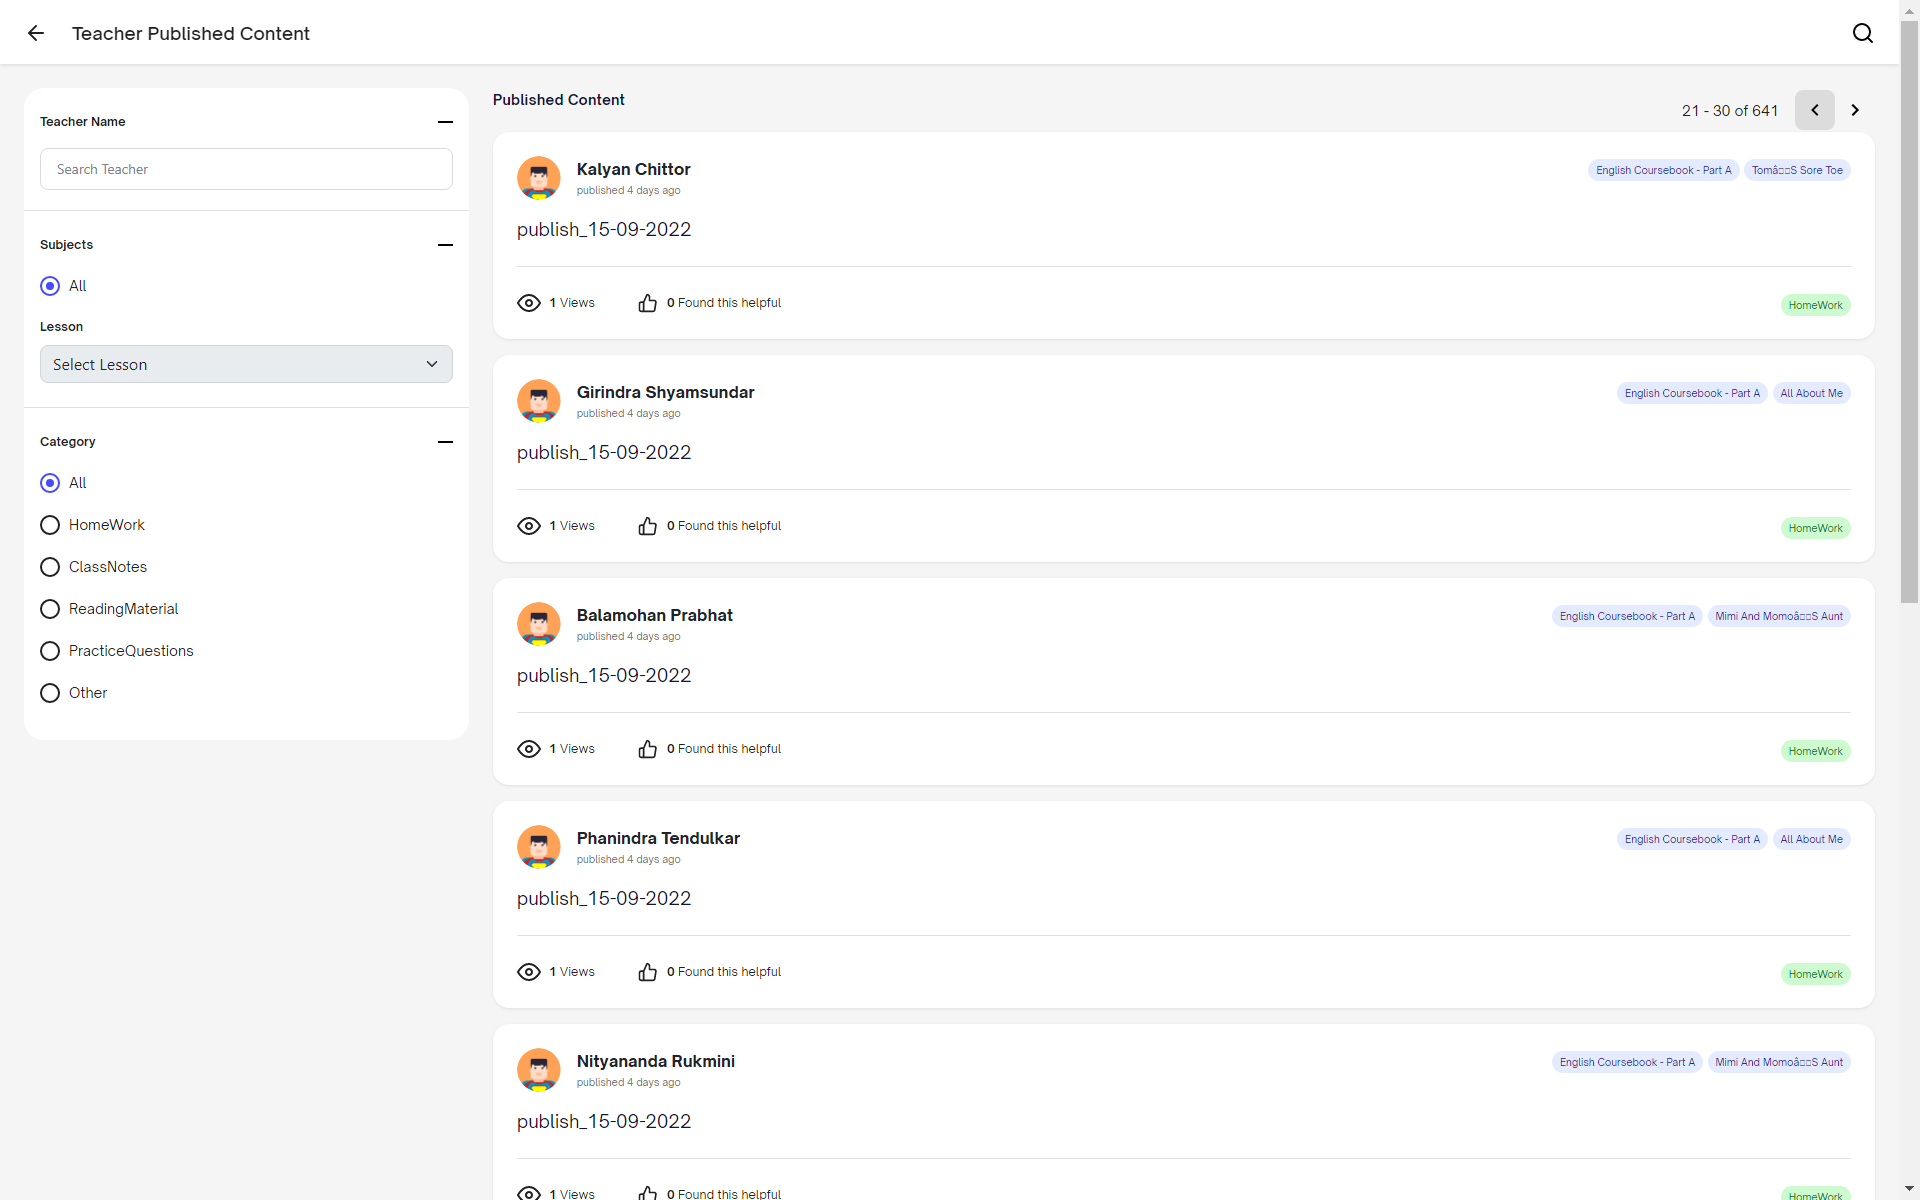 Teacher Published Content
Teacher Name
Search Teacher
Subjects
All
Lesson
Select Lesson
Category
All
HomeWork
ClassNotes
ReadingMaterial
PracticeQuestions
Other
Published Content
21 - 30 of 641
Kalyan Chittor
published 4 days ago
English Coursebook - Part A
Tomâ□□S Sore Toe
publish_15-09-2022
1 Views
0 Found this helpful
HomeWork
Girindra Shyamsundar
published 4 days ago
English Coursebook - Part A
All About Me
publish_15-09-2022
1 Views
0 Found this helpful
HomeWork
Balamohan Prabhat
published 4 days ago
English Coursebook - Part A
Mimi And Momoâ□□S Aunt
publish_15-09-2022
1 Views
0 Found this helpful
HomeWork
Phanindra Tendulkar
published 4 days ago
English Coursebook - Part A
All About Me
publish_15-09-2022
1 Views
0 Found this helpful
HomeWork
Nityananda Rukmini
published 4 days ago
English Coursebook - Part A
Mimi And Momoâ□□S Aunt
publish_15-09-2022
1 Views
0 Found this helpful
HomeWork